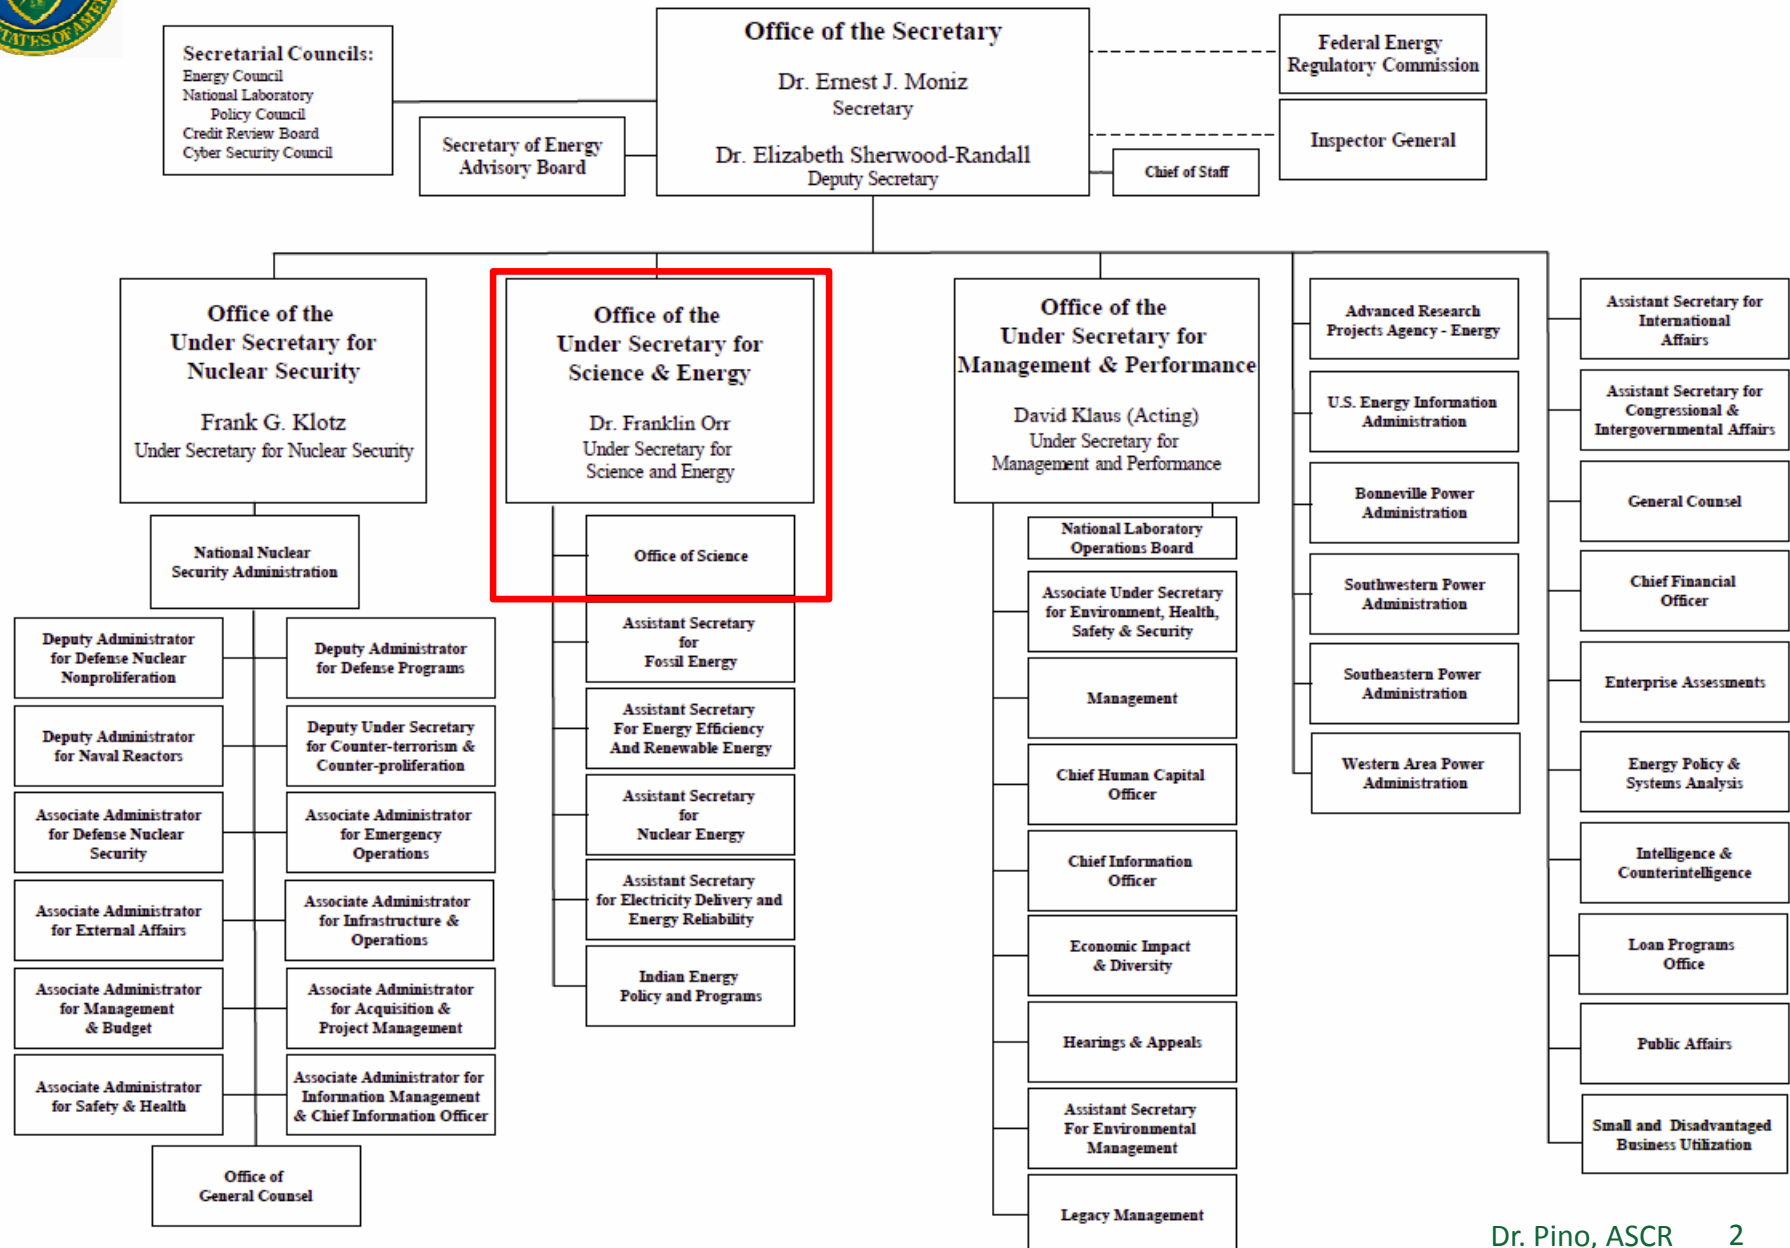 TATES OF AME
Secretarial Councils:
Energy Council
National Laboratory
Policy Council
Credit Review Board
Cyber Security Council
Secretary of Energy
Advisory Board
Office of the Secretary
Dr. Ernest J. Moniz
Secretary
Dr. Elizabeth Sherwood-Randall
Deputy Secretary
Chief of Staff
Federal Energy
Regulatory Commission
Inspector General
Office of the
Under Secretary for
Nuclear Security
Frank G. Klotz
Under Secretary for Nuclear Security
National Nuclear
Security Administration
Deputy Administrator
for Defense Nuclear
Nonproliferation
Deputy Administrator
for Defense Programs
Deputy Administrator
for Naval Reactors
Deputy Under Secretary
for Counter-terrorism &
Counter-proliferation
Associate Administrator
for Defense Nuclear
Security
Associate Administrator
for Emergency
Operations
Associate Administrator
for External Affairs
Associate Administrator
for Infrastructure &
Operations
Associate Administrator
for Management
& Budget
Associate Administrator
for Acquisition &
Project Management
Associate Administrator
for Safety & Health
Associate Administrator for
Information Management
& Chief Information Officer
Office of
General Counsel
Office of the
Under Secretary for
Science & Energy
Dr. Franklin Orr
Under Secretary for
Science and Energy
Office of Science
Assistant Secretary
for
Fossil Energy
Assistant Secretary
For Energy Efficiency
And Renewable Energy
Assistant Secretary
for
Nuclear Energy
Assistant Secretary
for Electricity Delivery and
Energy Reliability
Indian Energy
Policy and Programs
Office of the
Under Secretary for
Management & Performance
David Klaus (Acting)
Under Secretary for
Management and Performance
National Laboratory
Operations Board
Associate Under Secretary
for Environment, Health,
Safety & Security
Management
Chief Human Capital
Officer
Chief Information
Officer
Economic Impact
& Diversity
Hearings & Appeals
Assistant Secretary
For Environmental
Management
Legacy Management
Advanced Research
Projects Agency - Energy
U.S. Energy Information
Administration
Bonneville Power
Administration
Southwestern Power
Administration
Southeastern Power
Administration
Western Area Power
Administration
Assistant Secretary for
International
Affairs
Assistant Secretary for
Congressional &
Intergovernmental Affairs
General Counsel
Chief Financial
Officer
Enterprise Assessments
Energy Policy &
Systems Analysis
Intelligence &
Counterintelligence
Loan Programs
Office
Public Affairs
Small and Disadvantaged
Business Utilization
Dr. Pino, ASCR 2